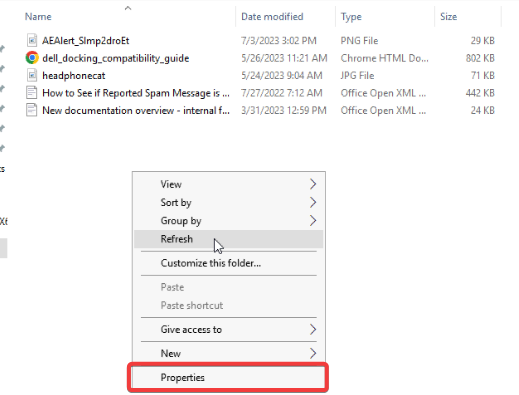 Name Date modified Type Size
AEAlert_SImp2droEt 7/3/2023 3:02 PM PNG File 29 KB
dell_docking_compatibility_guide 5/26/2023 11:21 AM Chrome HTML Do... 802 KB
headphonecat 5/24/2023 9:04 AM JPG File 71 KB
How to See if Reported Spam Message is ... 7/27/2022 7:12 AM Office Open XML ... 442 KB
New documentation overview - internal f... 3/31/2023 12:59 PM Office Open XML ... 24 KB
View
Sort by
Group by
Refresh
Customize this folder...
Paste
Paste shortcut
Give access to
New
Properties